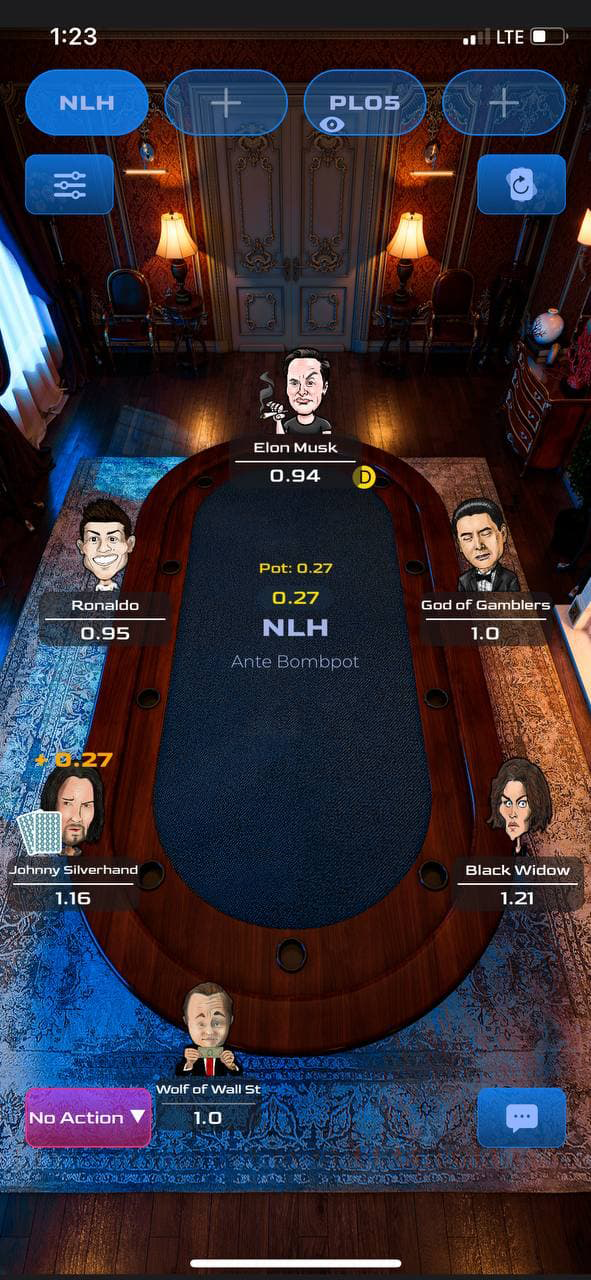 1:23
LTE
NLH
+
PLO5
+
Elon Musk
0.94
D
Pot: 0.27
0.27
NLH
Ante Bombpot
Ronaldo
0.95
God of Gamblers
1.0
+ 0.27
Johnny Silverhand
1.16
Black Widow
1.21
Wolf of Wall St
1.0
No Action ▼